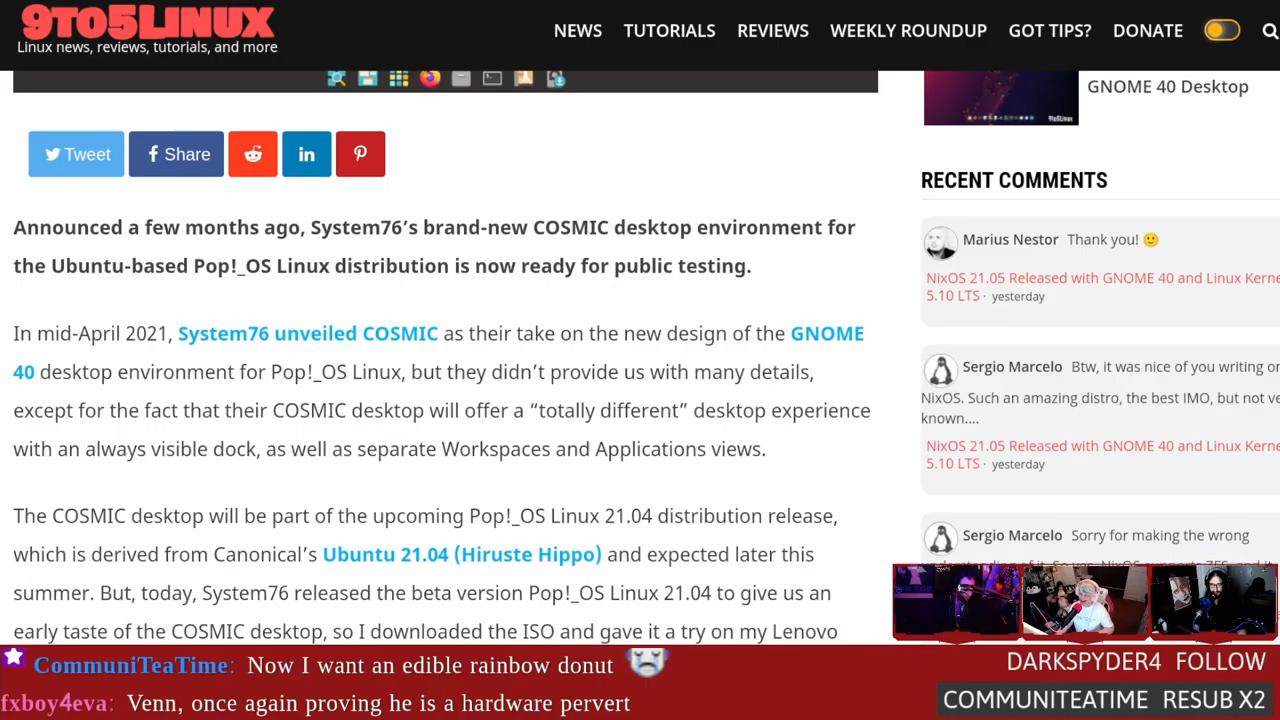 9TO5LINUX
Linux news, reviews, tutorials, and more
NEWS TUTORIALS REVIEWS WEEKLY ROUNDUP GOT TIPS? DONATE
GNOME 40 Desktop
Tweet Share
Announced a few months ago, System76’s brand-new COSMIC desktop environment for
the Ubuntu-based Pop!_OS Linux distribution is now ready for public testing.
In mid-April 2021, System76 unveiled COSMIC as their take on the new design of the GNOME
40 desktop environment for Pop!_OS Linux, but they didn’t provide us with many details,
except for the fact that their COSMIC desktop will offer a “totally different” desktop experience
with an always visible dock, as well as separate Workspaces and Applications views.
The COSMIC desktop will be part of the upcoming Pop!_OS Linux 21.04 distribution release,
which is derived from Canonical’s Ubuntu 21.04 (Hiruste Hippo) and expected later this
summer. But, today, System76 released the beta version Pop!_OS Linux 21.04 to give us an
early taste of the COSMIC desktop, so I downloaded the ISO and gave it a try on my Lenovo
RECENT COMMENTS
Marius Nestor Thank you! 🙂
NixOS 21.05 Released with GNOME 40 and Linux Kerne
5.10 LTS · yesterday
Sergio Marcelo Btw, it was nice of you writing on
NixOS. Such an amazing distro, the best IMO, but not ve
known....
NixOS 21.05 Released with GNOME 40 and Linux Kerne
5.10 LTS · yesterday
Sergio Marcelo Sorry for making the wrong
CommuniTeaTime: Now I want an edible rainbow donut
fxboy4eva: Venn, once again proving he is a hardware pervert
DARKSPYDER4 FOLLOW
COMMUNITEATIME RESUB X2